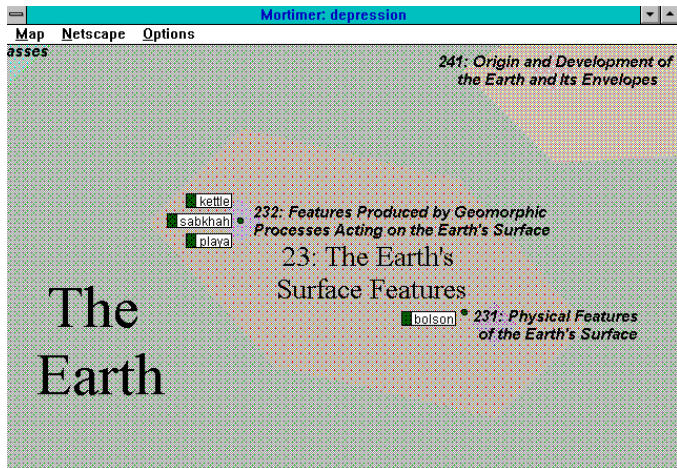 Mortimer: depression
Map Netscape Options
asses
241: Origin and Development of
the Earth and Its Envelopes
kettle
sabkhah
playa
232: Features Produced by Geomorphic
Processes Acting on the Earth's Surface
23: The Earth's
Surface Features
The
Earth
bolson
231: Physical Features
of the Earth's Surface